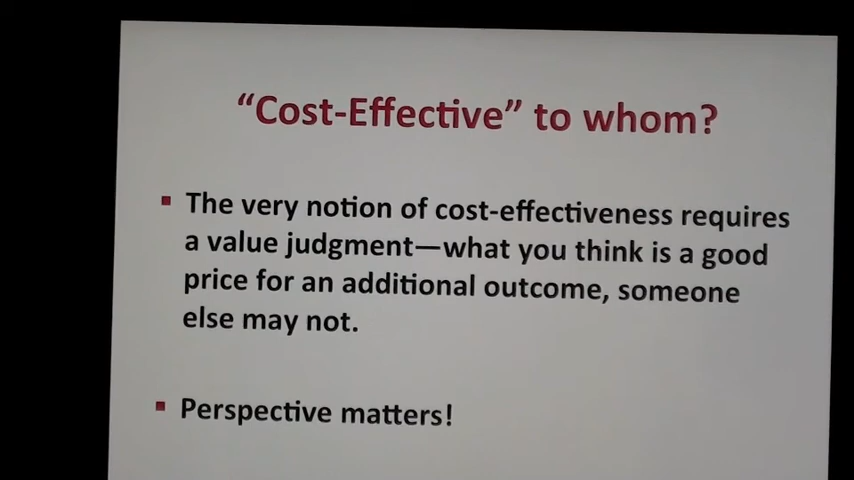 “Cost-Effective” to whom?
▪ The very notion of cost-effectiveness requires
a value judgment—what you think is a good
price for an additional outcome, someone
else may not.
▪ Perspective matters!